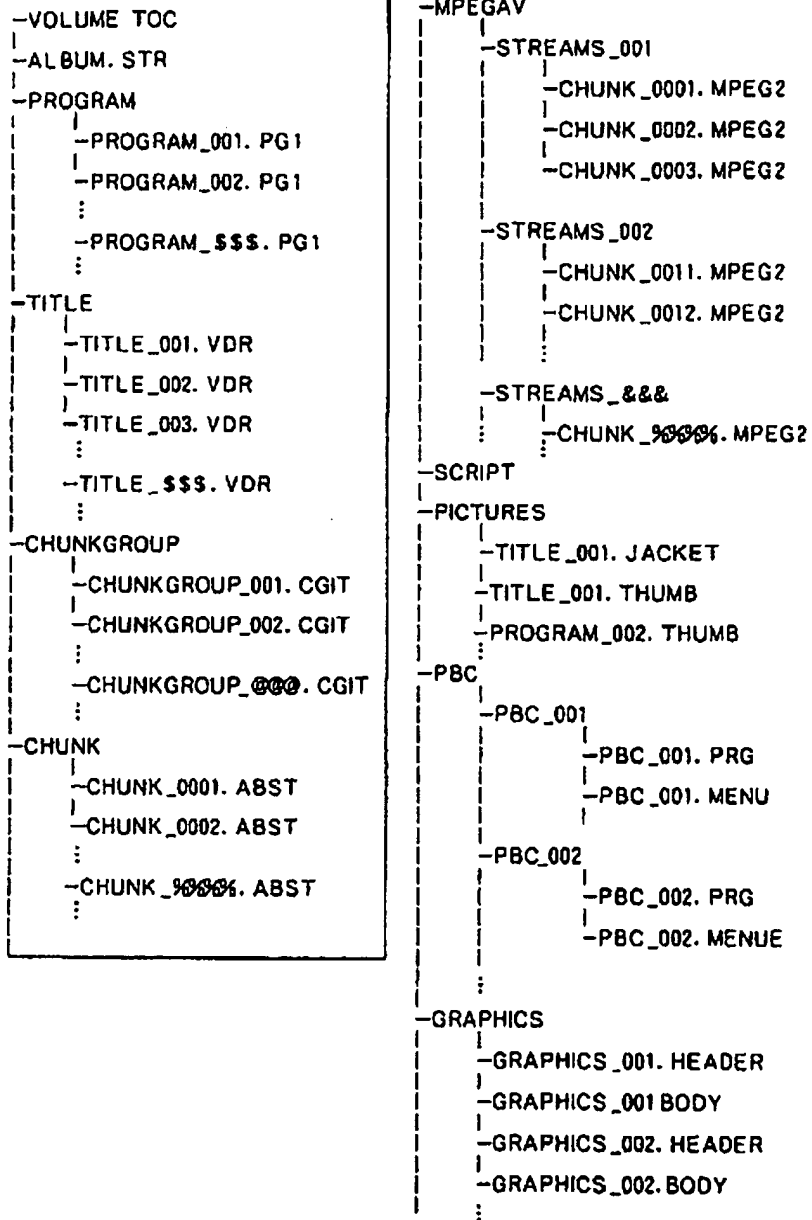 VOLUME TOC
ALBUM. STR
PROGRAM
PROGRAM_001. PG1
PROGRAM_002. PG1
PROGRAM_$$$. PG1
TITLE
TITLE_001. VDR
TITLE_002. VDR
TITLE_003. VDR
TITLE_$$$. VDR
CHUNKGROUP
CHUNKGROUP_001. CGIT
CHUNKGROUP_002. CGIT
CHUNKGROUP_@@@. CGIT
CHUNK
CHUNK_0001. ABST
CHUNK_0002. ABST
CHUNK_%%%%. ABST
MPEGAV
STREAMS_001
CHUNK_0001. MPEG2
CHUNK_0002. MPEG2
CHUNK_0003. MPEG2
STREAMS_002
CHUNK_0011. MPEG2
CHUNK_0012. MPEG2
STREAMS_&&&
CHUNK_%%%%. MPEG2
SCRIPT
PICTURES
TITLE_001. JACKET
TITLE_001. THUMB
PROGRAM_002. THUMB
PBC
PBC_001
PBC_001. PRG
PBC_001. MENU
PBC_002
PBC_002. PRG
PBC_002. MENUE
GRAPHICS
GRAPHICS_001. HEADER
GRAPHICS_001 BODY
GRAPHICS_002. HEADER
GRAPHICS_002. BODY